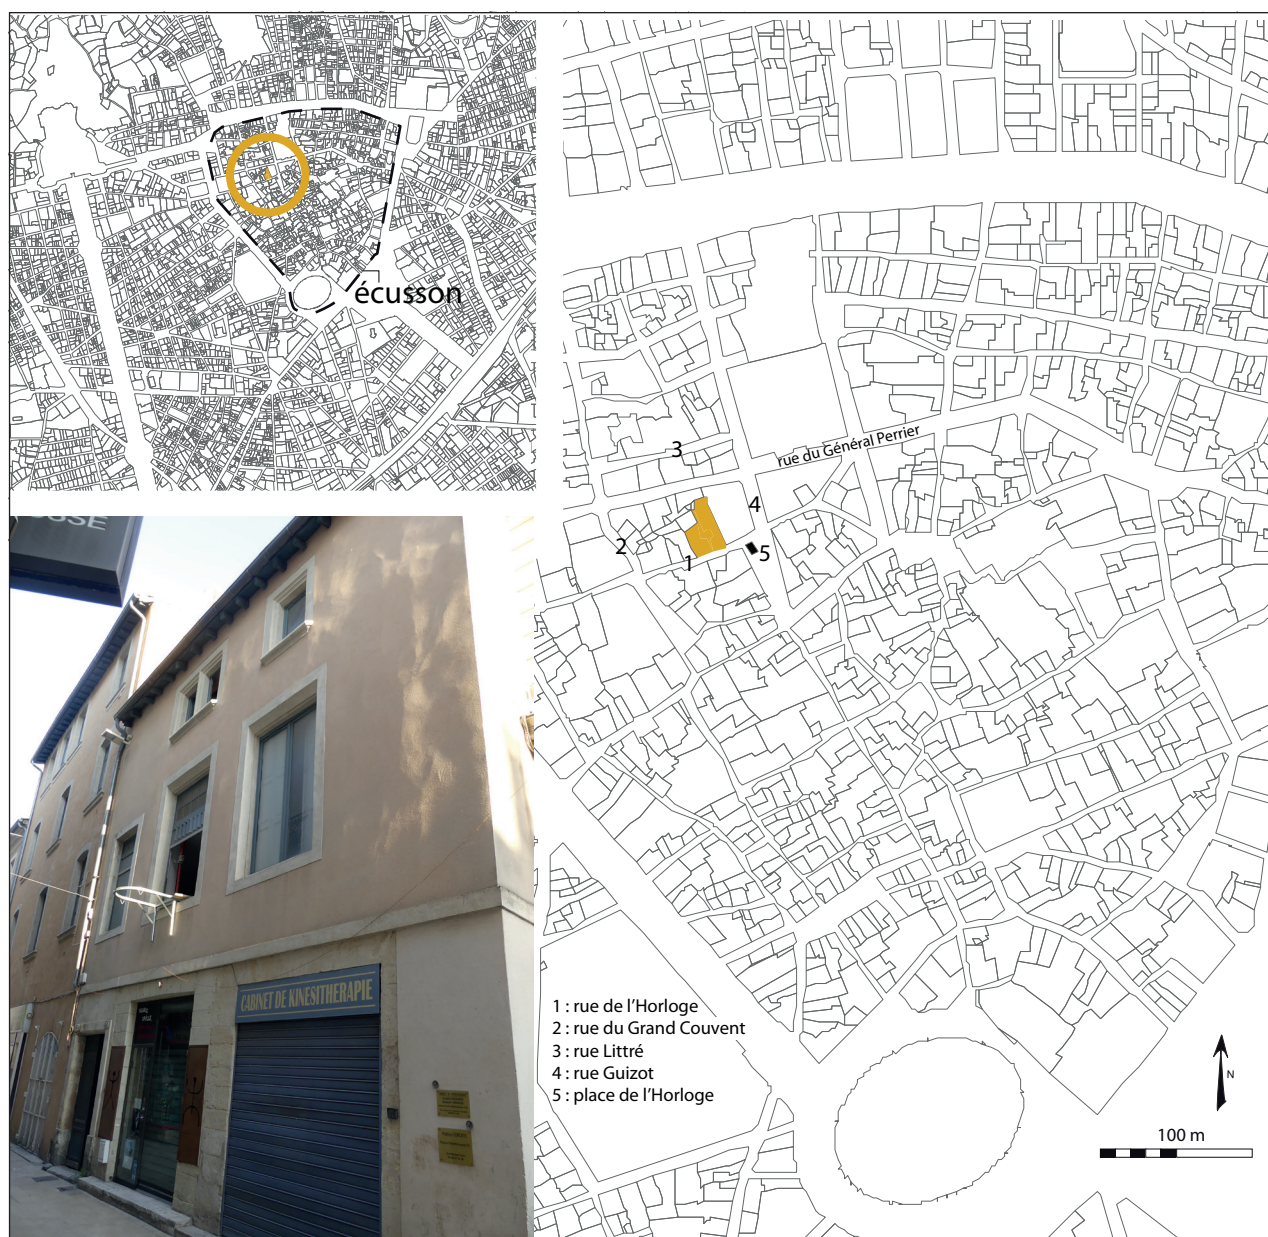 écusson
3
rue du Général Perrier
4
2
5
1
CABINET DE KINESITHERAPIE
1 : rue de l'Horloge
2 : rue du Grand Couvent
3 : rue Littré
4 : rue Guizot
5 : place de l'Horloge
N
100 m